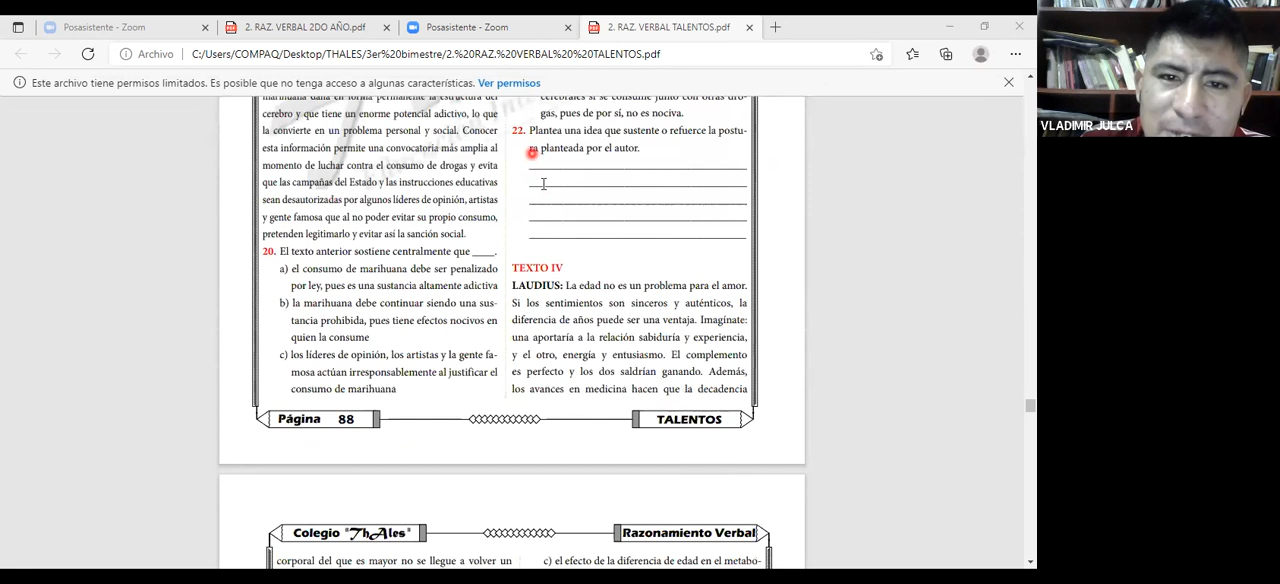 Posasistente - Zoom
2. RAZ. VERBAL 2DO AÑO.pdf
Posasistente - Zoom
2. RAZ. VERBAL TALENTOS.pdf
Archivo
C:/Users/COMPAQ/Desktop/THALES/3er%20bimestre/2.%20RAZ.%20VERBAL%20%20TALENTOS.pdf
Este archivo tiene permisos limitados. Es posible que no tenga acceso a algunas características. Ver permisos
VLADIMIR JULCA
cerebro y que tiene un enorme potencial adictivo, lo que
la convierte en un problema personal y social. Conocer
esta información permite una convocatoria más amplia al
momento de luchar contra el consumo de drogas y evita
que las campañas del Estado y las instrucciones educativas
sean desautorizadas por algunos líderes de opinión, artistas
y gente famosa que al no poder evitar su propio consumo,
pretenden legitimarlo y evitar así la sanción social.
20. El texto anterior sostiene centralmente que ____.
a) el consumo de marihuana debe ser penalizado
por ley, pues es una sustancia altamente adictiva
b) la marihuana debe continuar siendo una sus-
tancia prohibida, pues tiene efectos nocivos en
quien la consume
c) los líderes de opinión, los artistas y la gente fa-
mosa actúan irresponsablemente al justificar el
consumo de marihuana
cerebrales si se consume junto con otras dro-
gas, pues de por sí, no es nociva.
22. Plantea una idea que sustente o refuerce la postu-
ra planteada por el autor.
TEXTO IV
LAUDIUS: La edad no es un problema para el amor.
Si los sentimientos son sinceros y auténticos, la
diferencia de años puede ser una ventaja. Imagínate:
una aportaría a la relación sabiduría y experiencia,
y el otro, energía y entusiasmo. El complemento
es perfecto y los dos saldrían ganando. Además,
los avances en medicina hacen que la decadencia
Página 88
TALENTOS
Colegio "ThAles"
Razonamiento Verbal
corporal del que es mayor no se llegue a volver un
c) el efecto de la diferencia de edad en el metabo-